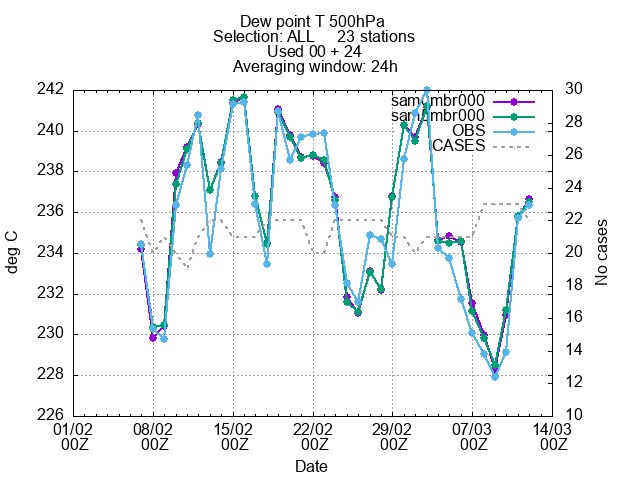 Dew point T 500hPa
Selection: ALL 23 stations
Used 00 + 24
Averaging window: 24h
242
240
238
236
234
232
230
228
226
30
28
26
24
22
20
18
16
14
12
10
mbr000
mbr000
OBS
CASES
deg C
No cases
01/02 08/02 15/02 22/02 29/02 07/03 14/03
00Z 00Z 00Z 00Z 00Z 00Z 00Z
Date